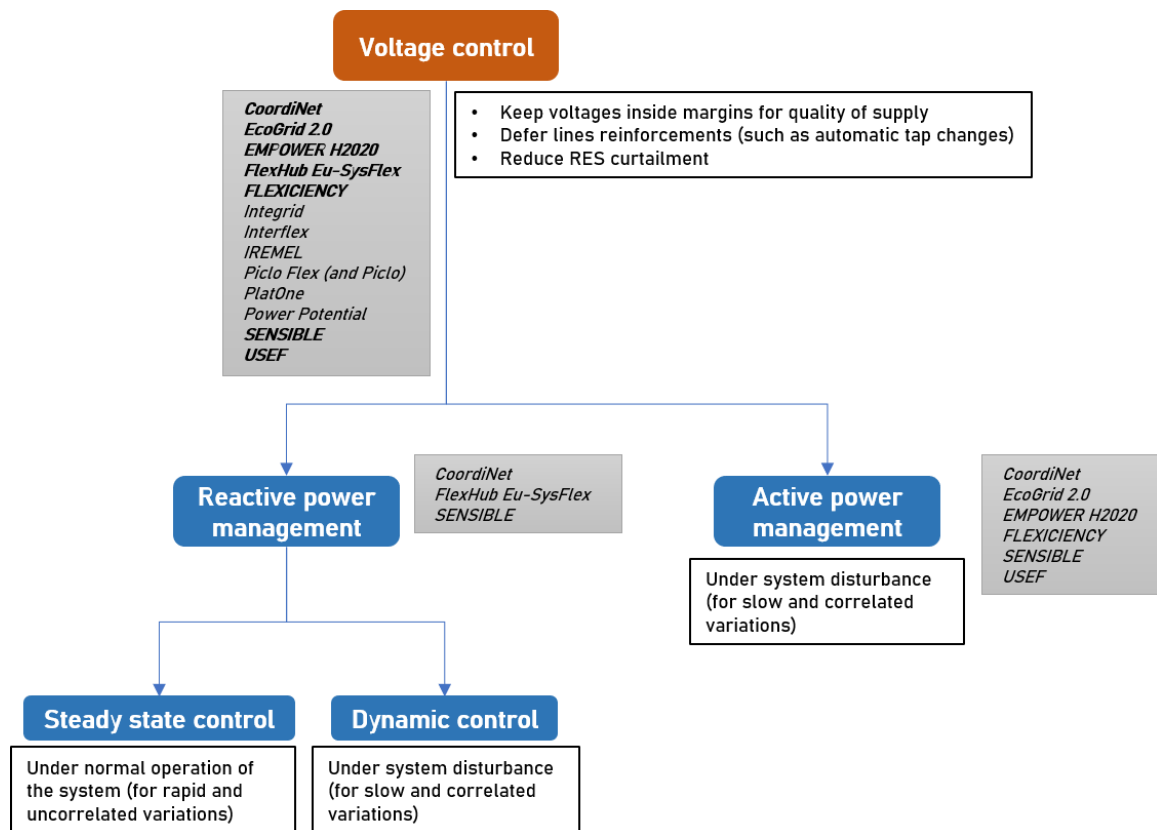 Voltage control
CoordiNet
EcoGrid 2.0
EMPOWER H2020
FlexHub Eu-SysFlex
FLEXICIENCY
Integrid
Interflex
IREMEL
Piclo Flex (and Piclo)
PlatOne
Power Potential
SENSIBLE
USEF
• Keep voltages inside margins for quality of supply
• Defer lines reinforcements (such as automatic tap changes)
• Reduce RES curtailment
Reactive power
management
CoordiNet
FlexHub Eu-SysFlex
SENSIBLE
Active power
management
CoordiNet
EcoGrid 2.0
EMPOWER H2020
FLEXICIENCY
SENSIBLE
USEF
Under system disturbance
(for slow and correlated
variations)
Steady state control
Under normal operation of
the system (for rapid and
uncorrelated variations)
Dynamic control
Under system disturbance
(for slow and correlated
variations)